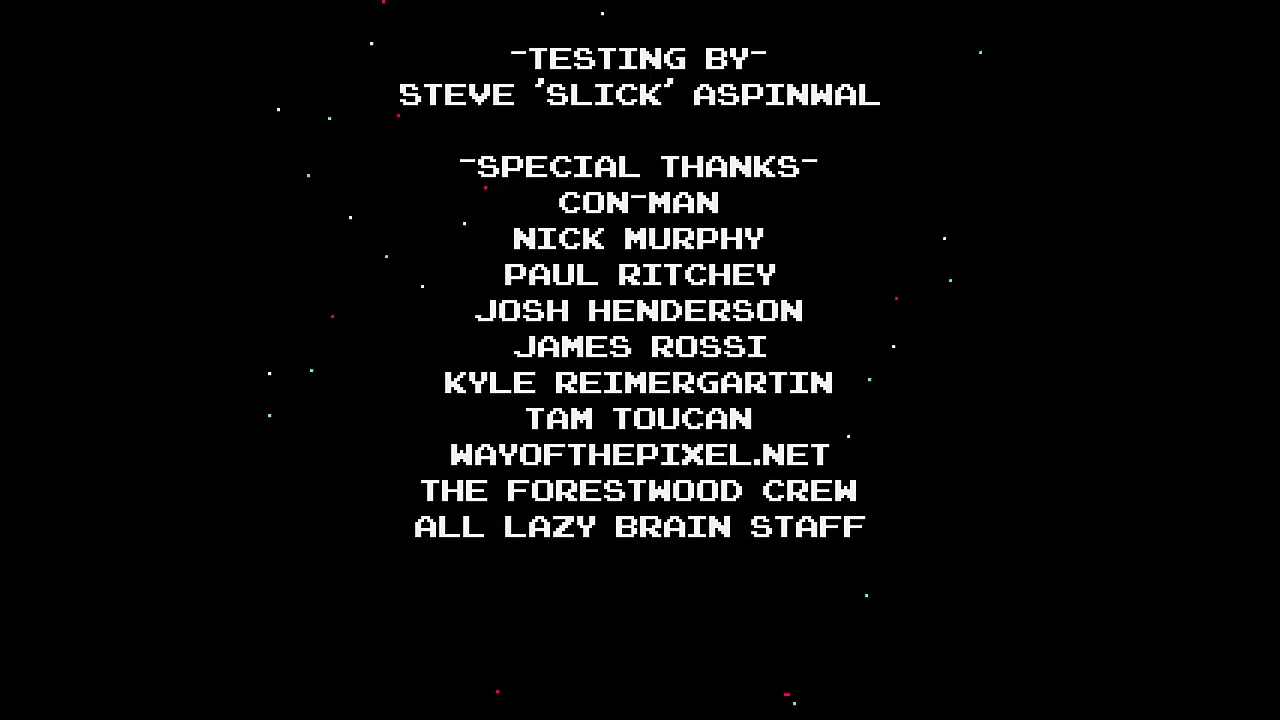 -TESTING BY-
STEVE 'SLICK' ASPINWAL
-SPECIAL THANKS-
CON-MAN
NICK MURPHY
PAUL RITCHEY
JOSH HENDERSON
JAMES ROSSI
KYLE REIMERGARTIN
TAM TOUCAN
WAYOFTHEPIXEL.NET
THE FORESTWOOD CREW
ALL LAZY BRAIN STAFF